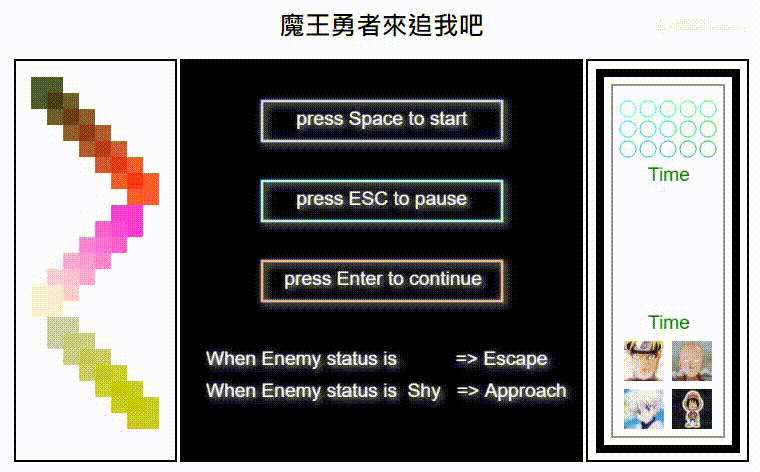 魔王勇者來追我吧
press Space to start
press ESC to pause
press Enter to continue
When Enemy status is => Escape
When Enemy status is Shy => Approach
Time
Time